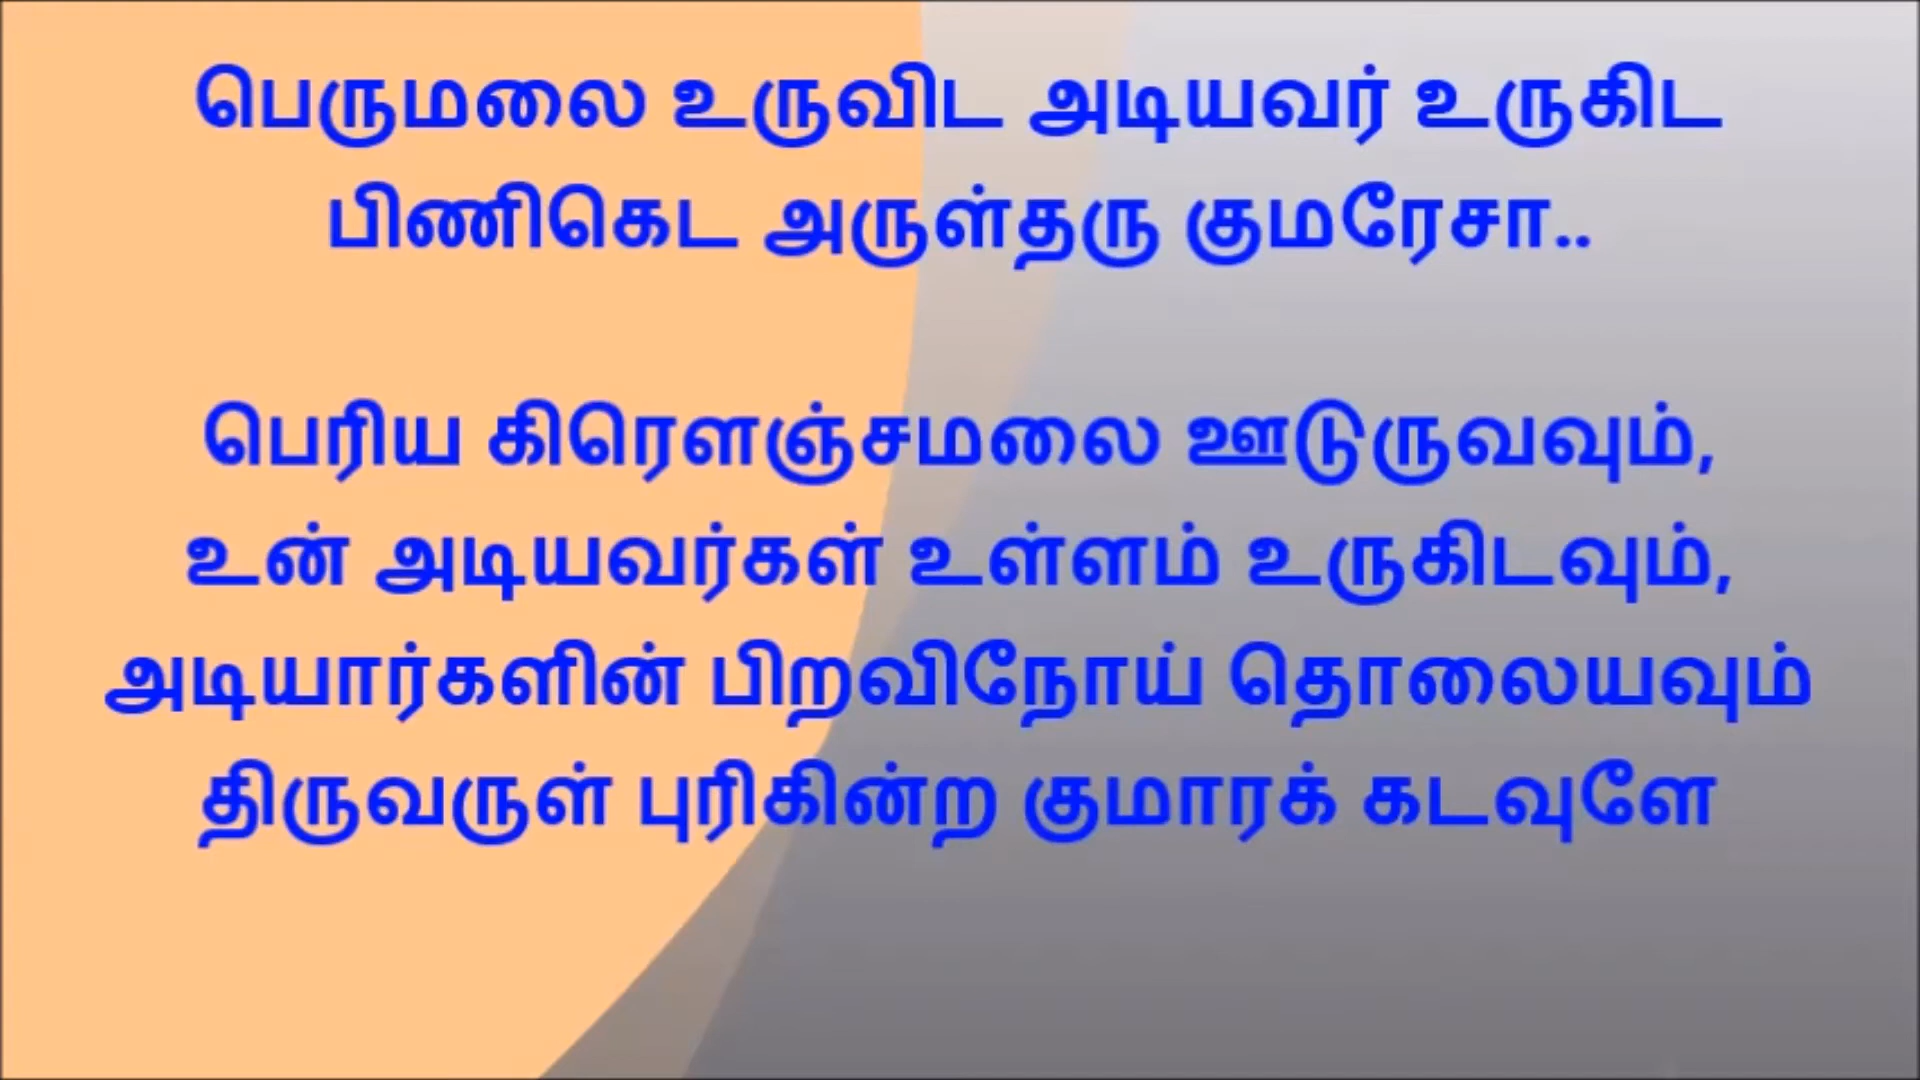 பெருமலை உருவிட அடியவர் உருகிட
பிணிகெட அருள்தரு குமரேசா..
பெரிய கிரௌஞ்சமலை ஊடுருவவும்,
உன் அடியவர்கள் உள்ளம் உருகிடவும்,
அடியார்களின் பிறவிநோய் தொலையவும்
திருவருள் புரிகின்ற குமாரக் கடவுளே